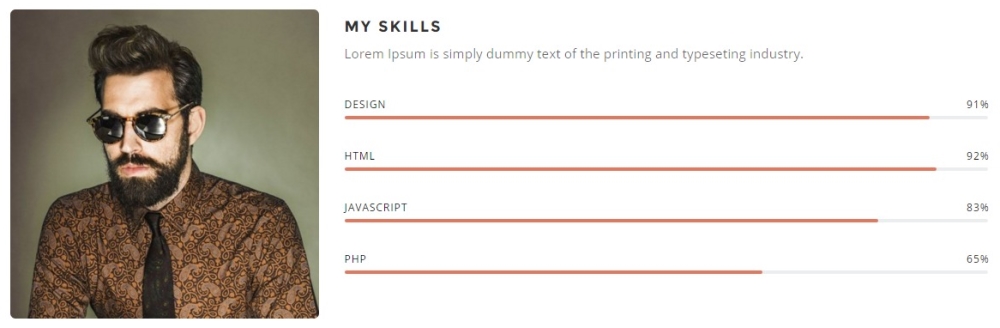 MY SKILLS
Lorem Ipsum is simply dummy text of the printing and typeseting industry.
DESIGN 91%
HTML 92%
JAVASCRIPT 83%
PHP 65%